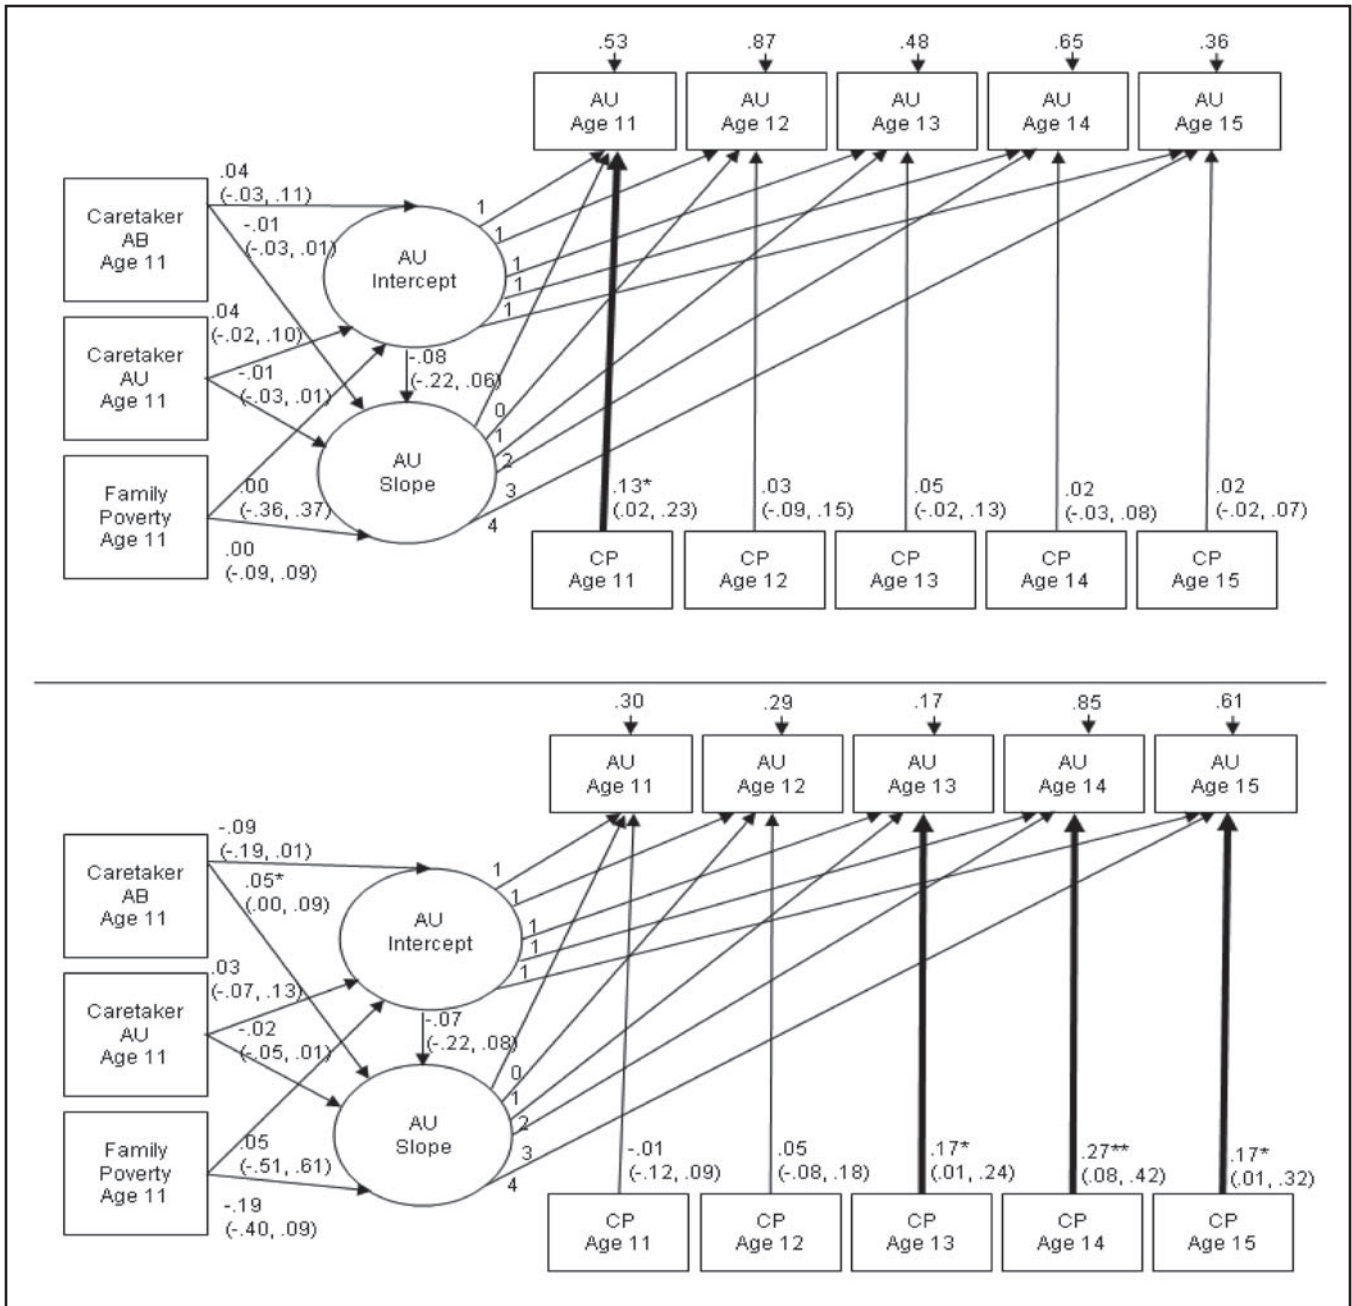 .53 .87 .48 .65 .36
AU AU AU AU AU
Age 11 Age 12 Age 13 Age 14 Age 15
.04
(-.03, .11)
Caretaker
AB
Age 11
-.01
(-.03, .01)
AU
Intercept
1
1
1
1
1
.04
(-.02, .10)
Caretaker
AU
Age 11
-.01
(-.03, .01)
-.08
(-.22, .06)
AU
Slope
0
1
2
3
4
Family
Poverty
Age 11
.00
(-.36, .37)
.00
(-.09, .09)
.13* .03 .05 .02 .02
(.02, .23) (-.09, .15) (-.02, .13) (-.03, .08) (-.02, .07)
CP CP CP CP CP
Age 11 Age 12 Age 13 Age 14 Age 15
.30 .29 .17 .85 .61
AU AU AU AU AU
Age 11 Age 12 Age 13 Age 14 Age 15
-.09
(-.19, .01)
Caretaker
AB
Age 11
.05*
(.00, .09)
AU
Intercept
1
1
1
1
1
.03
(-.07, .13)
Caretaker
AU
Age 11
-.02
(-.05, .01)
-.07
(-.22, .08)
AU
Slope
0
1
2
3
4
Family
Poverty
Age 11
.05
(-.51, .61)
-.19
(-.40, .09)
-.01 .05 .17* .27** .17*
(-.12, .09) (-.08, .18) (.01, .24) (.08, .42) (.01, .32)
CP CP CP CP CP
Age 11 Age 12 Age 13 Age 14 Age 15